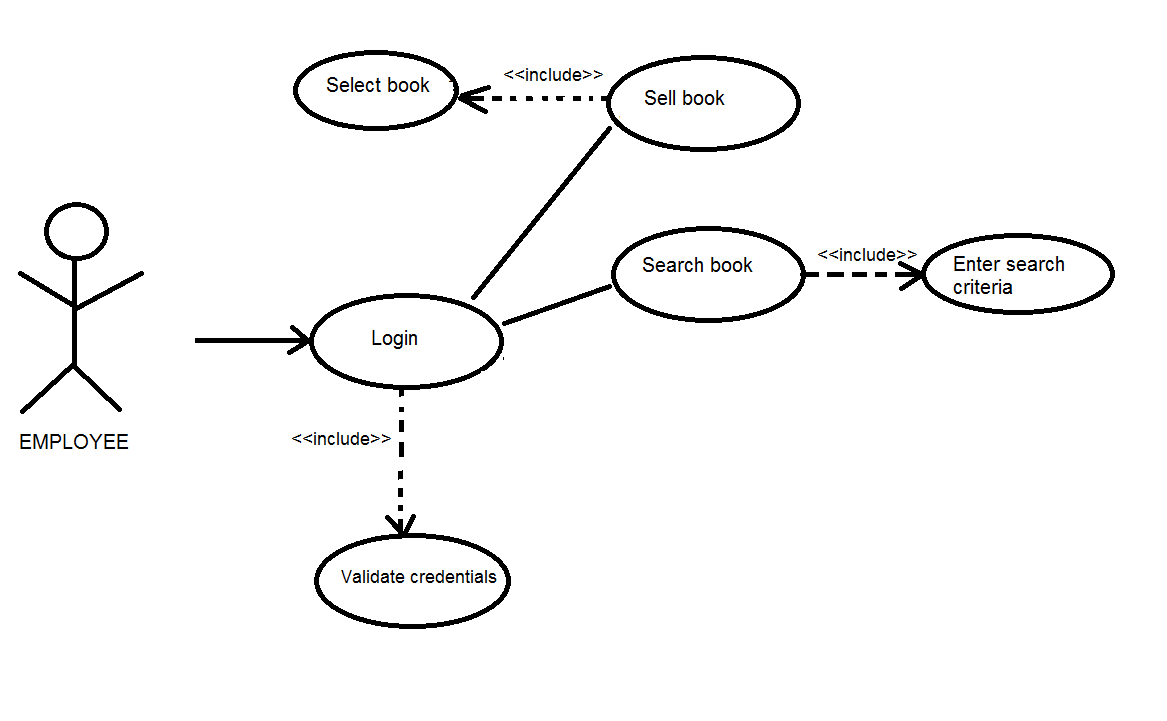 Select book
<<include>>
Sell book
Search book
<<include>>
Enter search
criteria
Login
EMPLOYEE
<<include>>
Validate credentials